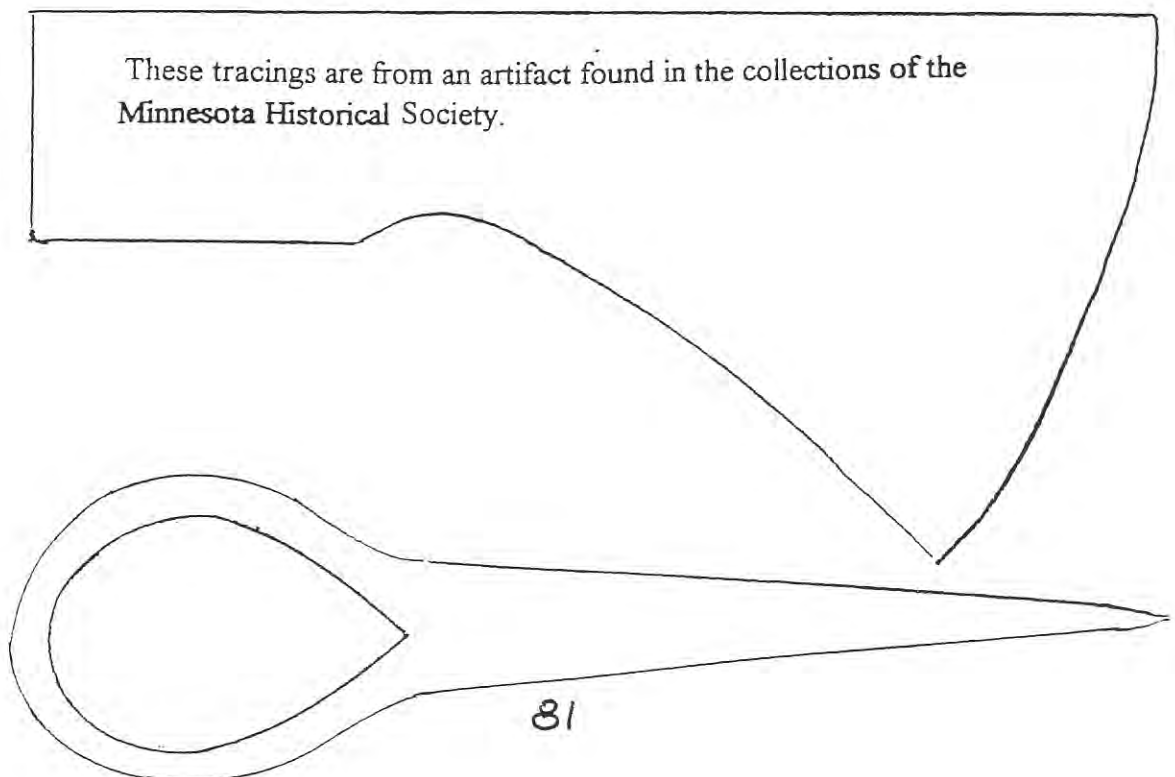 These tracings are from an artifact found in the collections of the
Minnesota Historical Society.
81